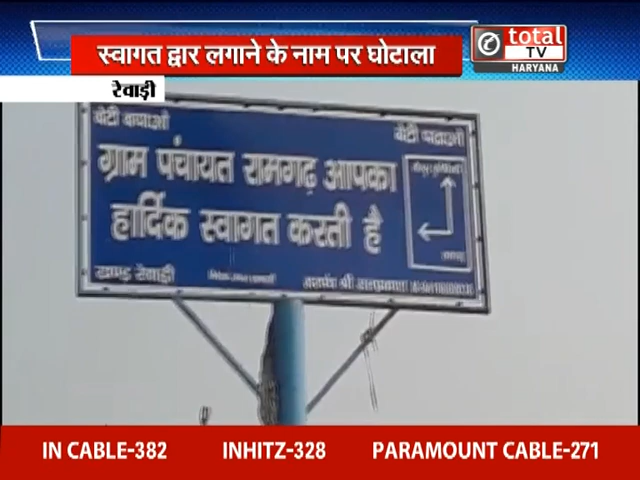 स्वागत द्वार लगाने के नाम पर घोटाला
total
TV
HARYANA
रेवाड़ी
बेटी बचाओ
बेटी पढाओ
ग्राम पंचायत रामगढ़ आपका
हार्दिक स्वागत करती है
खण्ड रेवाड़ी
IN CABLE-382 INHITZ-328 PARAMOUNT CABLE-271